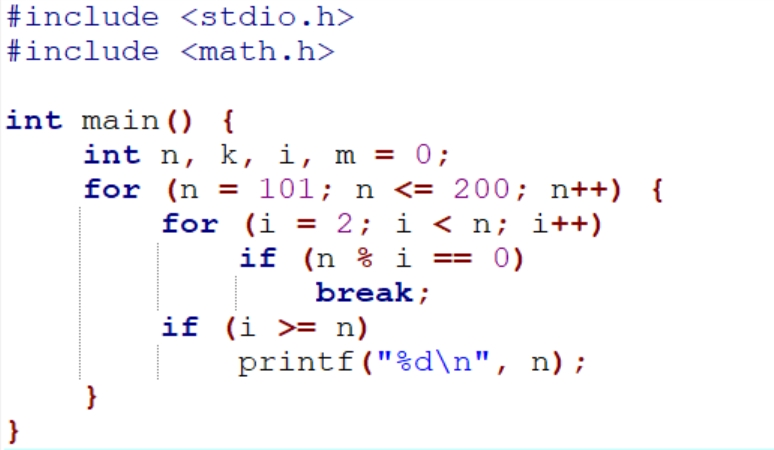 #include <stdio.h>
#include <math.h>

int main() {
    int n, k, i, m = 0;
    for (n = 101; n <= 200; n++) {
        for (i = 2; i < n; i++)
            if (n % i == 0)
                break;
        if (i >= n)
            printf("%d\n", n);
    }
}